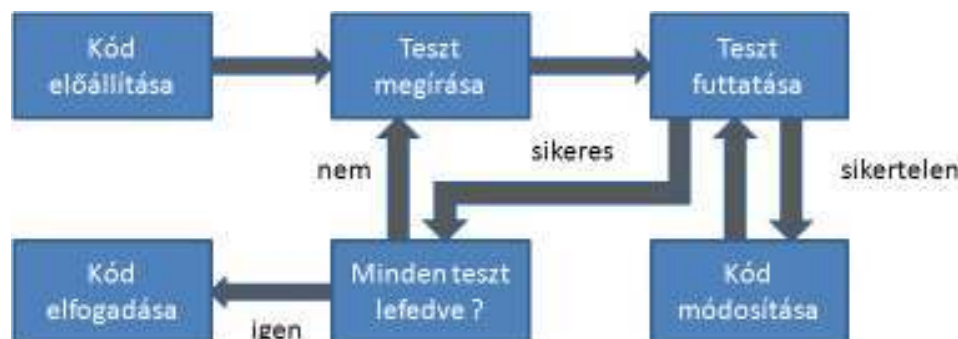 Kód
előállítása
Teszt
megírása
Teszt
futtatása
nem
sikeres
sikertelen
Kód
elfogadása
igen
Minden teszt
lefedve ?
Kód
módosítása